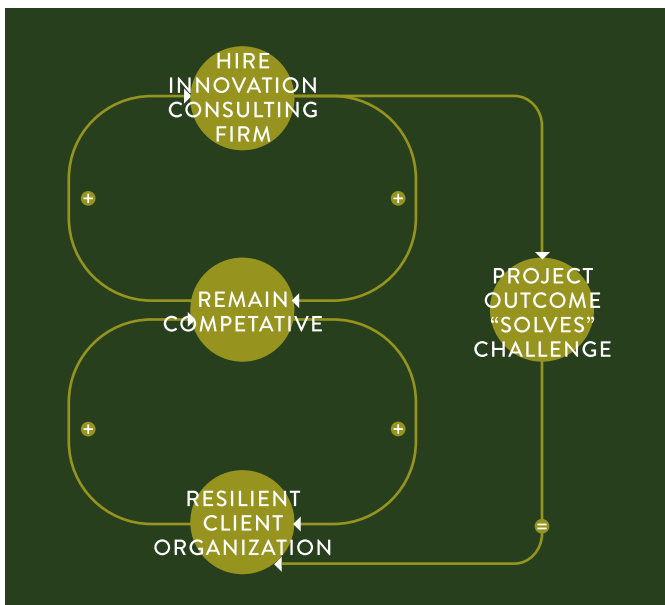 HIRE
INNOVATION
CONSULTING
FIRM
+
+
REMAIN
COMPETATIVE
PROJECT
OUTCOME
“SOLVES”
CHALLENGE
+
+
RESILIENT
CLIENT
ORGANIZATION
=